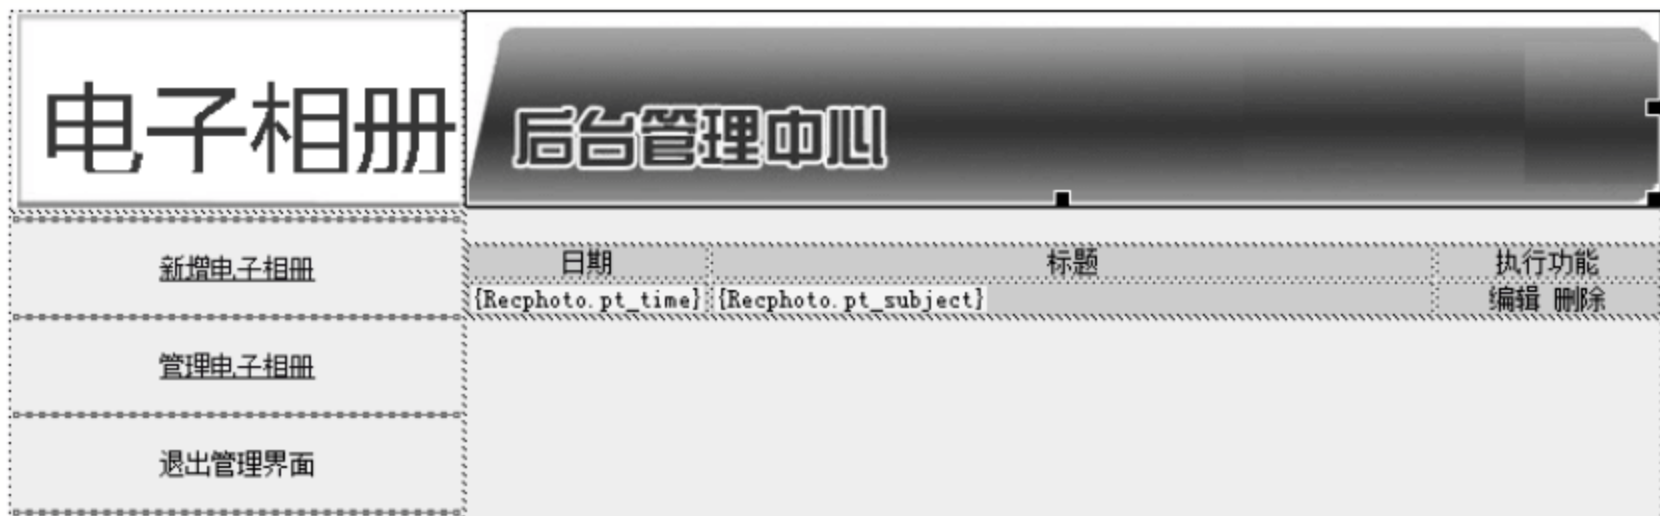 电子相册
后台管理中心
新增电子相册
管理电子相册
退出管理界面
日期 标题 执行功能
{Recphoto.pt_time} {Recphoto.pt_subject} 编辑 删除